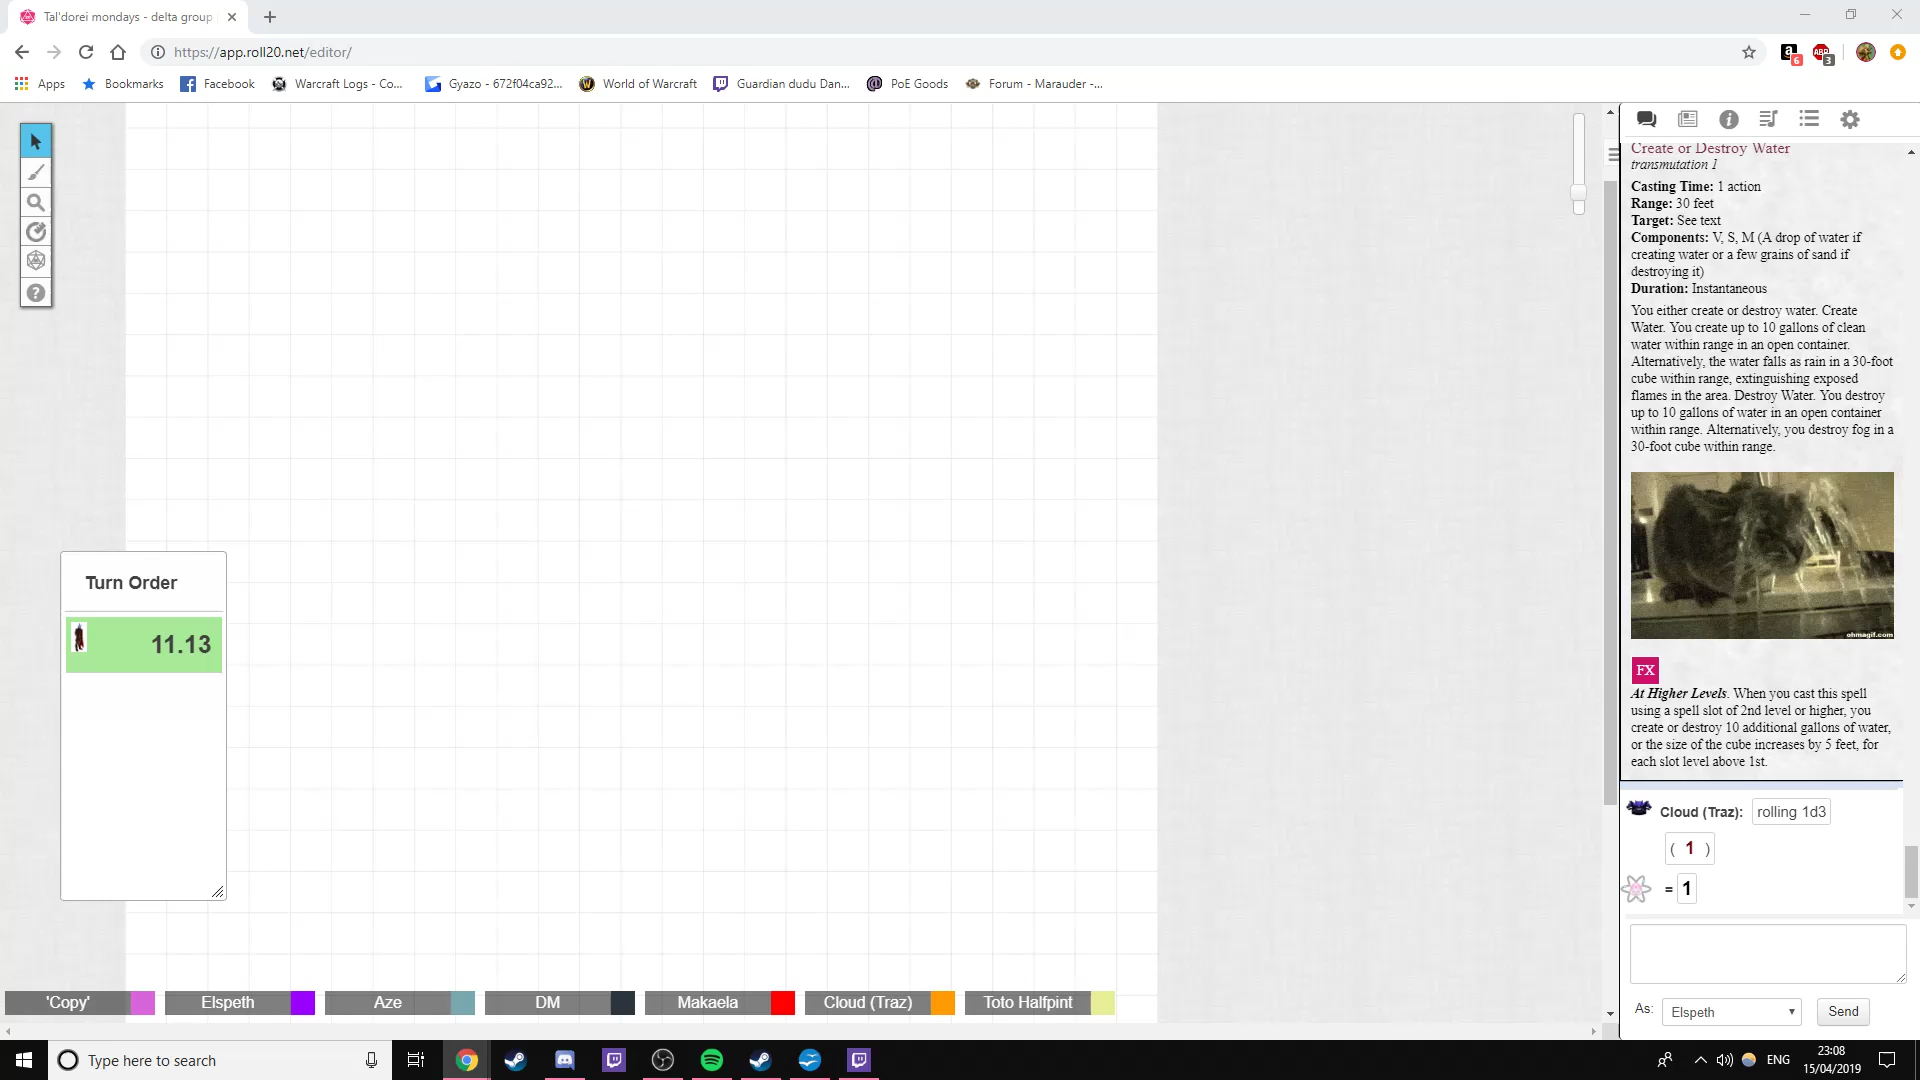 Tal'dorei mondays - delta group
https://app.roll20.net/editor/
6
ABP
3
Apps
Bookmarks
Facebook
Warcraft Logs - Co...
Gyazo - 672f04ca92...
World of Warcraft
Guardian dudu Dan...
PoE Goods
Forum - Marauder -...
Turn Order
11.13
Create or Destroy Water
transmutation 1
Casting Time: 1 action
Range: 30 feet
Target: See text
Components: V, S, M (A drop of water if
creating water or a few grains of sand if
destroying it)
Duration: Instantaneous
You either create or destroy water. Create
Water. You create up to 10 gallons of clean
water within range in an open container.
Alternatively, the water falls as rain in a 30-foot
cube within range, extinguishing exposed
flames in the area. Destroy Water. You destroy
up to 10 gallons of water in an open container
within range. Alternatively, you destroy fog in a
30-foot cube within range.
ohmagif.com
FX
At Higher Levels. When you cast this spell
using a spell slot of 2nd level or higher, you
create or destroy 10 additional gallons of water,
or the size of the cube increases by 5 feet, for
each slot level above 1st.
Cloud (Traz): rolling 1d3
( 1 )
= 1
As: Elspeth Send
'Copy' Elspeth Aze DM Makaela Cloud (Traz) Toto Halfpint
Type here to search
ENG
23:08
15/04/2019